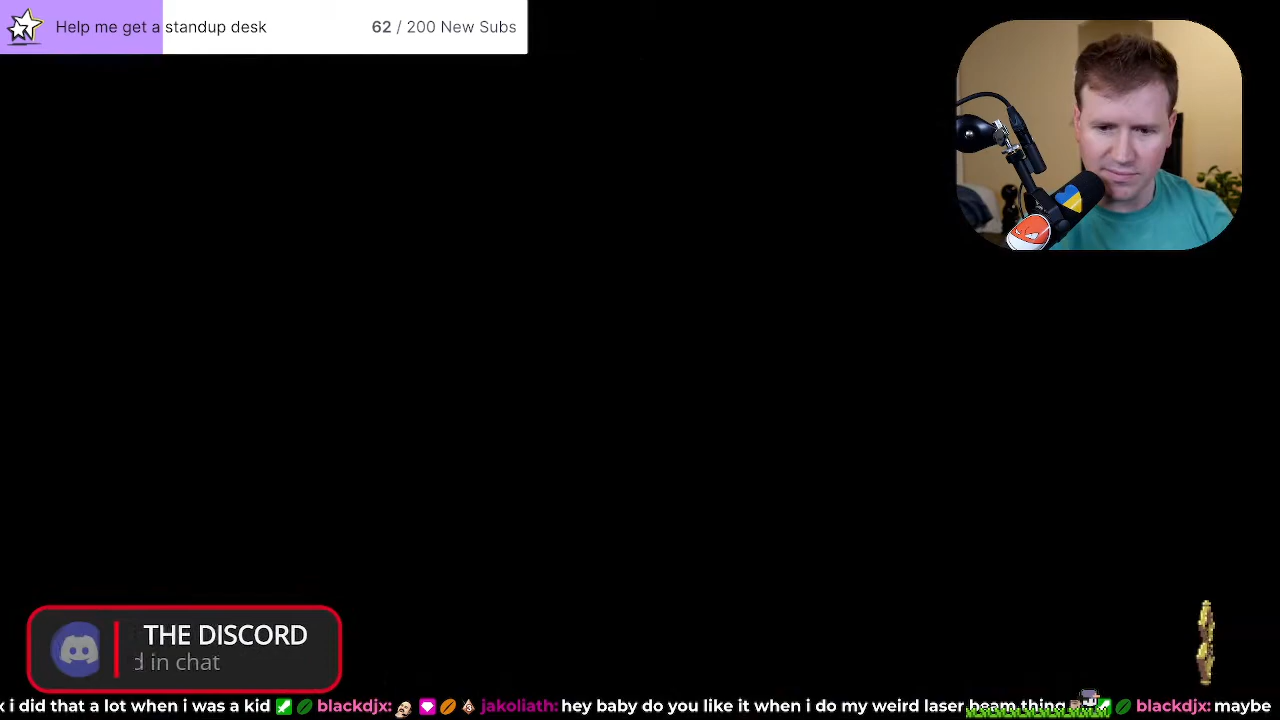 Help me get a standup desk 62 / 200 New Subs
THE DISCORD
d in chat
i did that a lot when i was a kid blackdjx: jakoliath: hey baby do you like it when i do my weird laser beam thing blackdjx: maybe